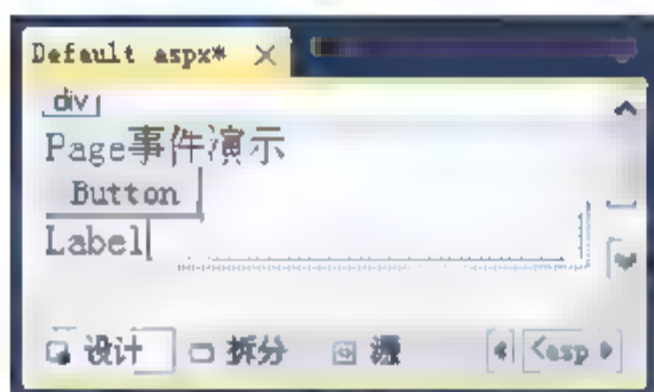 Default aspx* ×
div
Page事件演示
Button
Label
设计 拆分 源 <asp